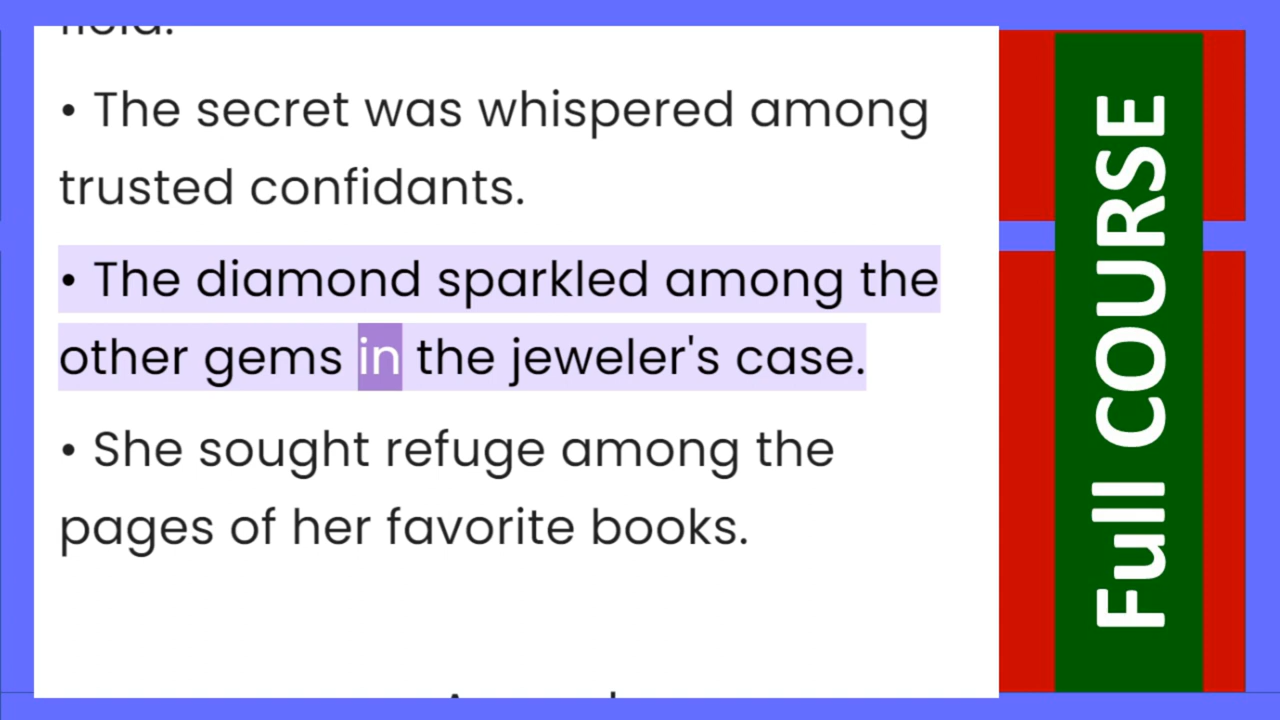 • The secret was whispered among
trusted confidants.
• The diamond sparkled among the
other gems in the jeweler's case.
• She sought refuge among the
pages of her favorite books.
Full COURSE